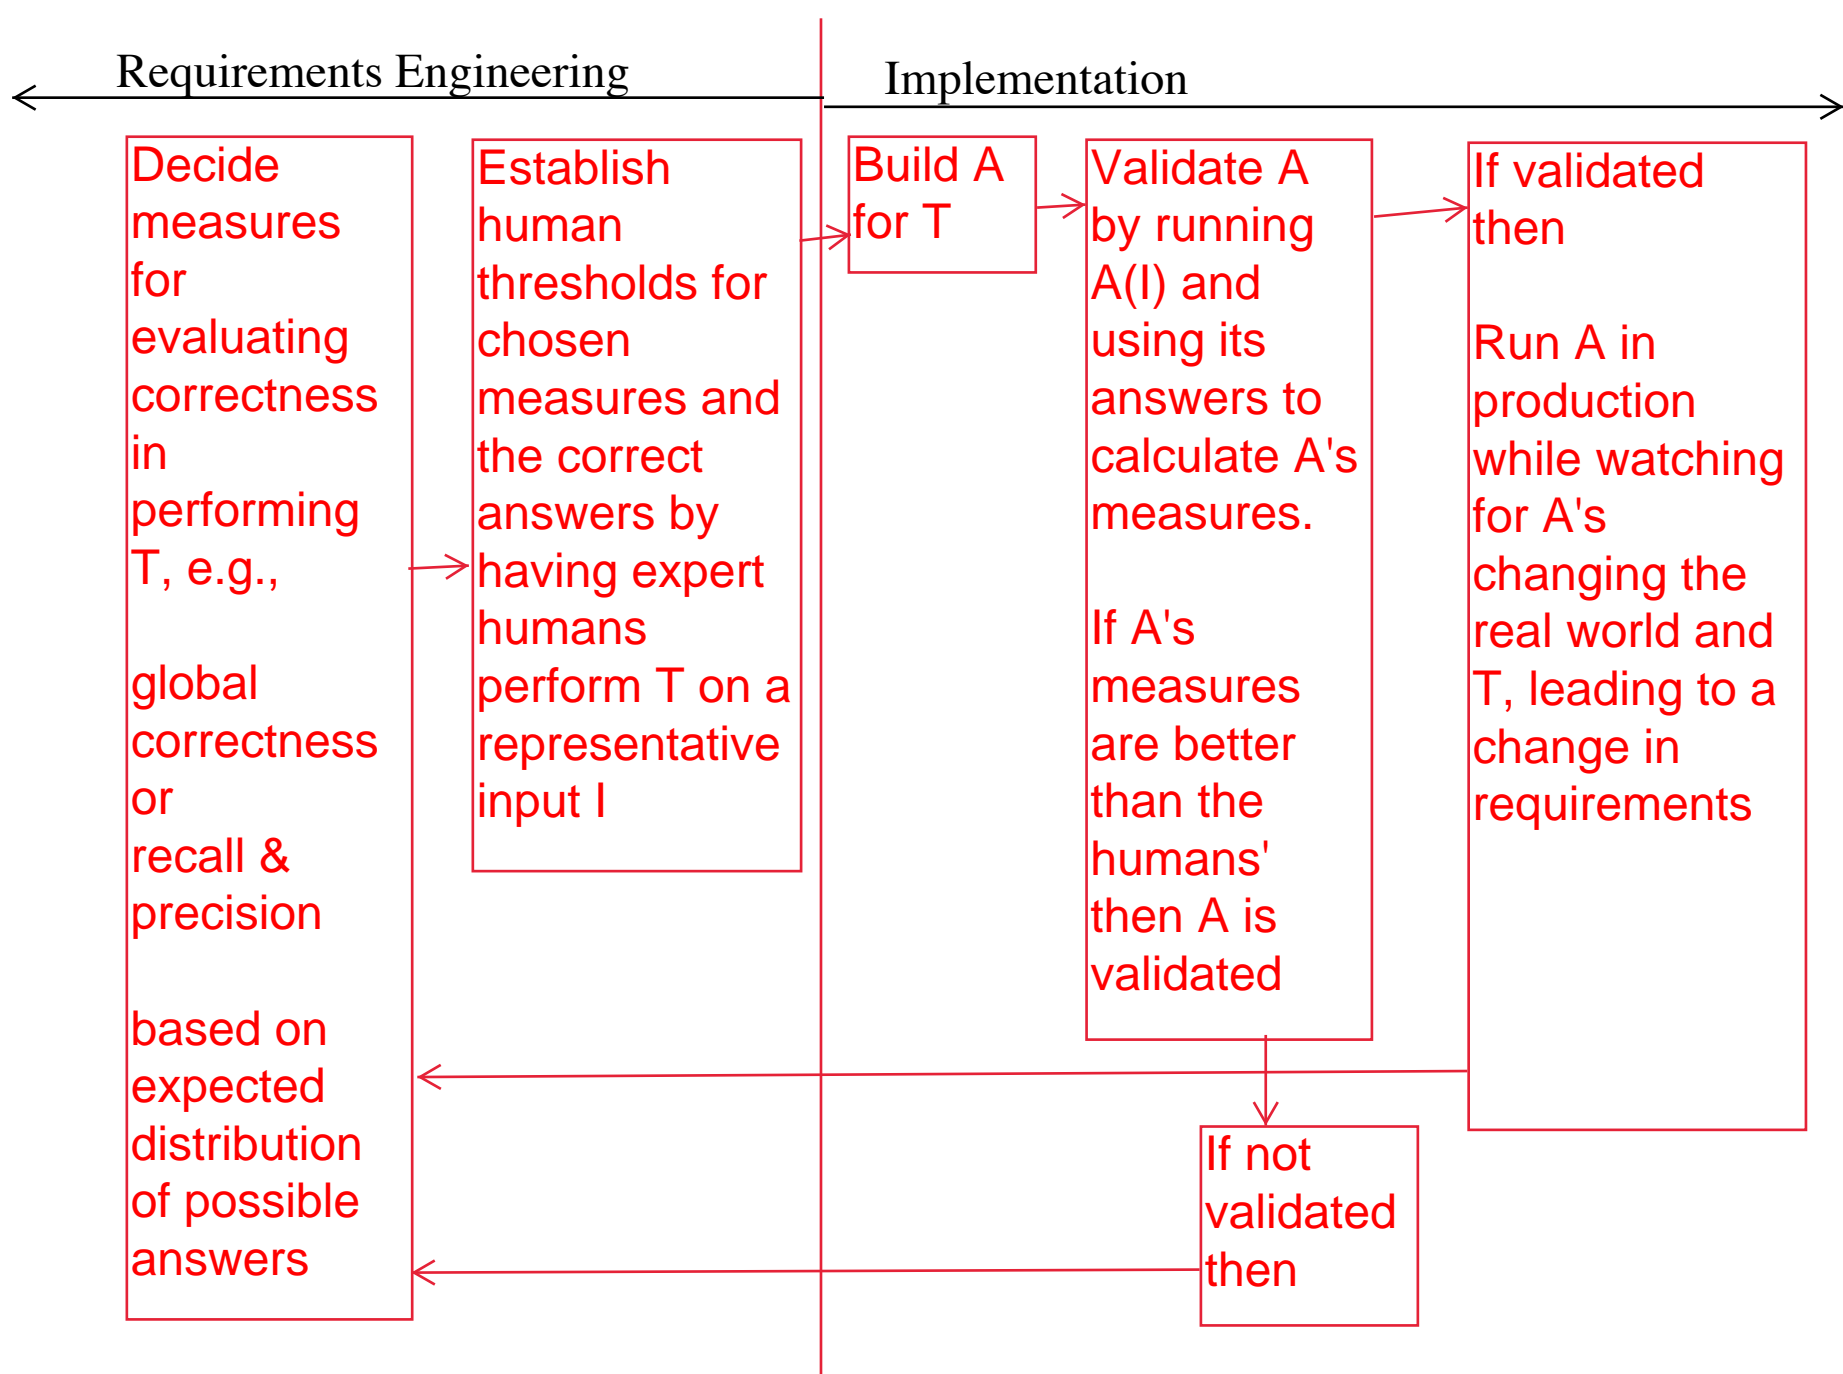 Requirements Engineering
Implementation
Decide
measures
for
evaluating
correctness
in
performing
T, e.g.,
global
correctness
or
recall &
precision
based on
expected
distribution
of possible
answers
Establish
human
thresholds for
chosen
measures and
the correct
answers by
having expert
humans
perform T on a
representative
input I
Build A
for T
Validate A
by running
A(I) and
using its
answers to
calculate A's
measures.
If A's
measures
are better
than the
humans'
then A is
validated
If validated
then
Run A in
production
while watching
for A's
changing the
real world and
T, leading to a
change in
requirements
If not
validated
then